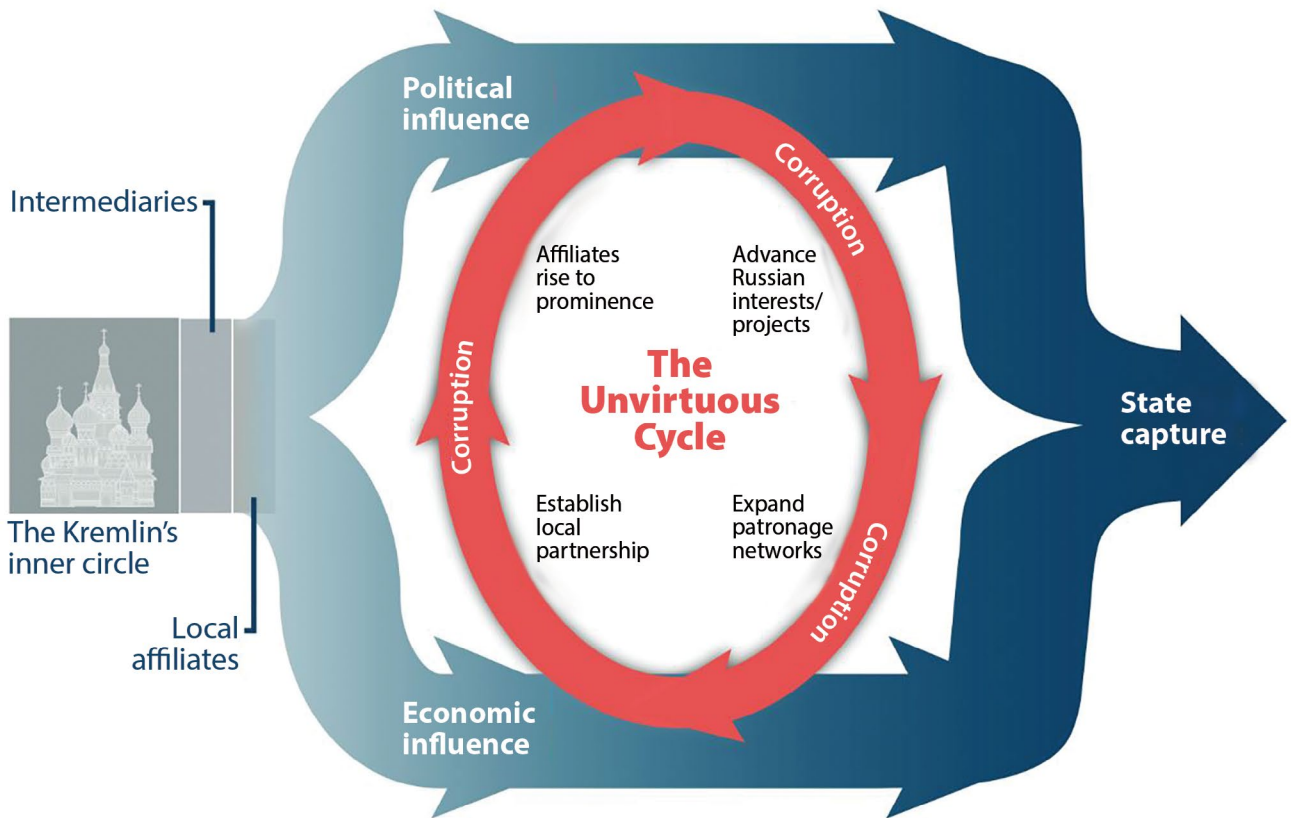 Political
influence
Intermediaries
Corruption
Affiliates
rise to
prominence
Advance
Russian
interests/
projects
The
Unvirtuous
Cycle
Corruption
State
capture
Establish
local
partnership
Expand
patronage
networks
Corruption
The Kremlin’s
inner circle
Local
affiliates
Economic
influence